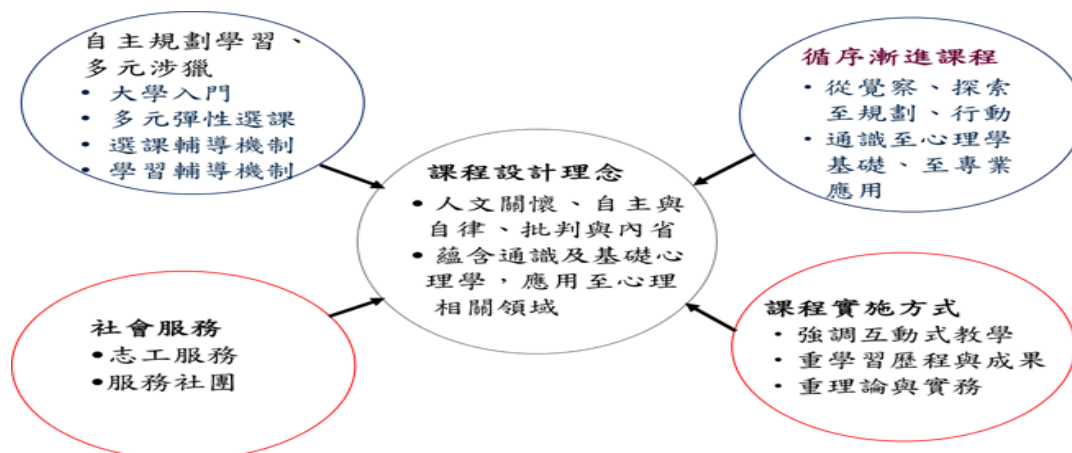 自主規劃學習、
多元涉獵
• 大學入門
• 多元彈性選課
• 選課輔導機制
• 學習輔導機制
循序漸進課程
• 從覺察、探索
至規劃、行動
• 通識至心理學
基礎、至專業
應用
課程設計理念
• 人文關懷、自主與
自律、批判與內省
• 蘊含通識及基礎心
理學，應用至心理
相關領域
社會服務
• 志工服務
• 服務社團
課程實施方式
• 強調互動式教學
• 重學習歷程與成果
• 重理論與實務